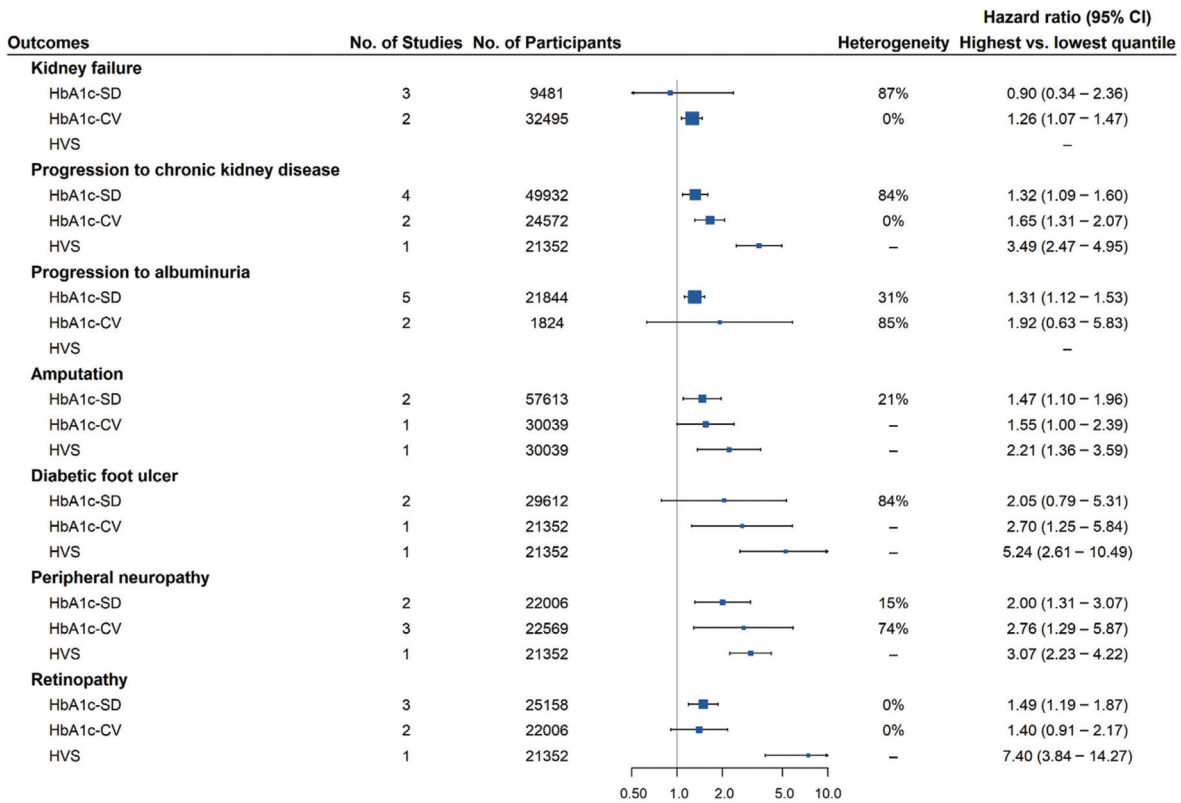 Hazard ratio (95% CI)
Outcomes No. of Studies No. of Participants Heterogeneity Highest vs. lowest quantile
Kidney failure
HbA1c-SD 3 9481 87% 0.90 (0.34 – 2.36)
HbA1c-CV 2 32495 0% 1.26 (1.07 – 1.47)
HVS –
Progression to chronic kidney disease
HbA1c-SD 4 49932 84% 1.32 (1.09 – 1.60)
HbA1c-CV 2 24572 0% 1.65 (1.31 – 2.07)
HVS 1 21352 – 3.49 (2.47 – 4.95)
Progression to albuminuria
HbA1c-SD 5 21844 31% 1.31 (1.12 – 1.53)
HbA1c-CV 2 1824 85% 1.92 (0.63 – 5.83)
HVS –
Amputation
HbA1c-SD 2 57613 21% 1.47 (1.10 – 1.96)
HbA1c-CV 1 30039 – 1.55 (1.00 – 2.39)
HVS 1 30039 – 2.21 (1.36 – 3.59)
Diabetic foot ulcer
HbA1c-SD 2 29612 84% 2.05 (0.79 – 5.31)
HbA1c-CV 1 21352 – 2.70 (1.25 – 5.84)
HVS 1 21352 – 5.24 (2.61 – 10.49)
Peripheral neuropathy
HbA1c-SD 2 22006 15% 2.00 (1.31 – 3.07)
HbA1c-CV 3 22569 74% 2.76 (1.29 – 5.87)
HVS 1 21352 – 3.07 (2.23 – 4.22)
Retinopathy
HbA1c-SD 3 25158 0% 1.49 (1.19 – 1.87)
HbA1c-CV 2 22006 0% 1.40 (0.91 – 2.17)
HVS 1 21352 – 7.40 (3.84 – 14.27)
0.50 1.0 2.0 5.0 10.0